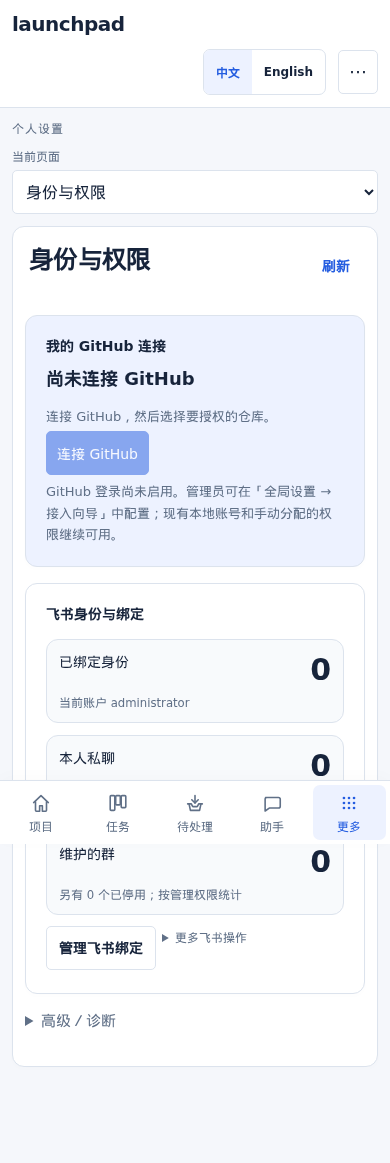 launchpad
中文
English
...
个人设置
当前页面
身份与权限
身份与权限
刷新
我的 GitHub 连接
尚未连接 GitHub
连接 GitHub，然后选择要授权的仓库。
连接 GitHub
GitHub 登录尚未启用。管理员可在「全局设置 →
接入向导」中配置；现有本地账号和手动分配的权
限继续可用。
飞书身份与绑定
已绑定身份
0
当前账户 administrator
本人私聊
0
项目
任务
待处理
助手
更多
维护的群
0
另有 0 个已停用；按管理权限统计
管理飞书绑定
▶ 更多飞书操作
▶ 高级 / 诊断